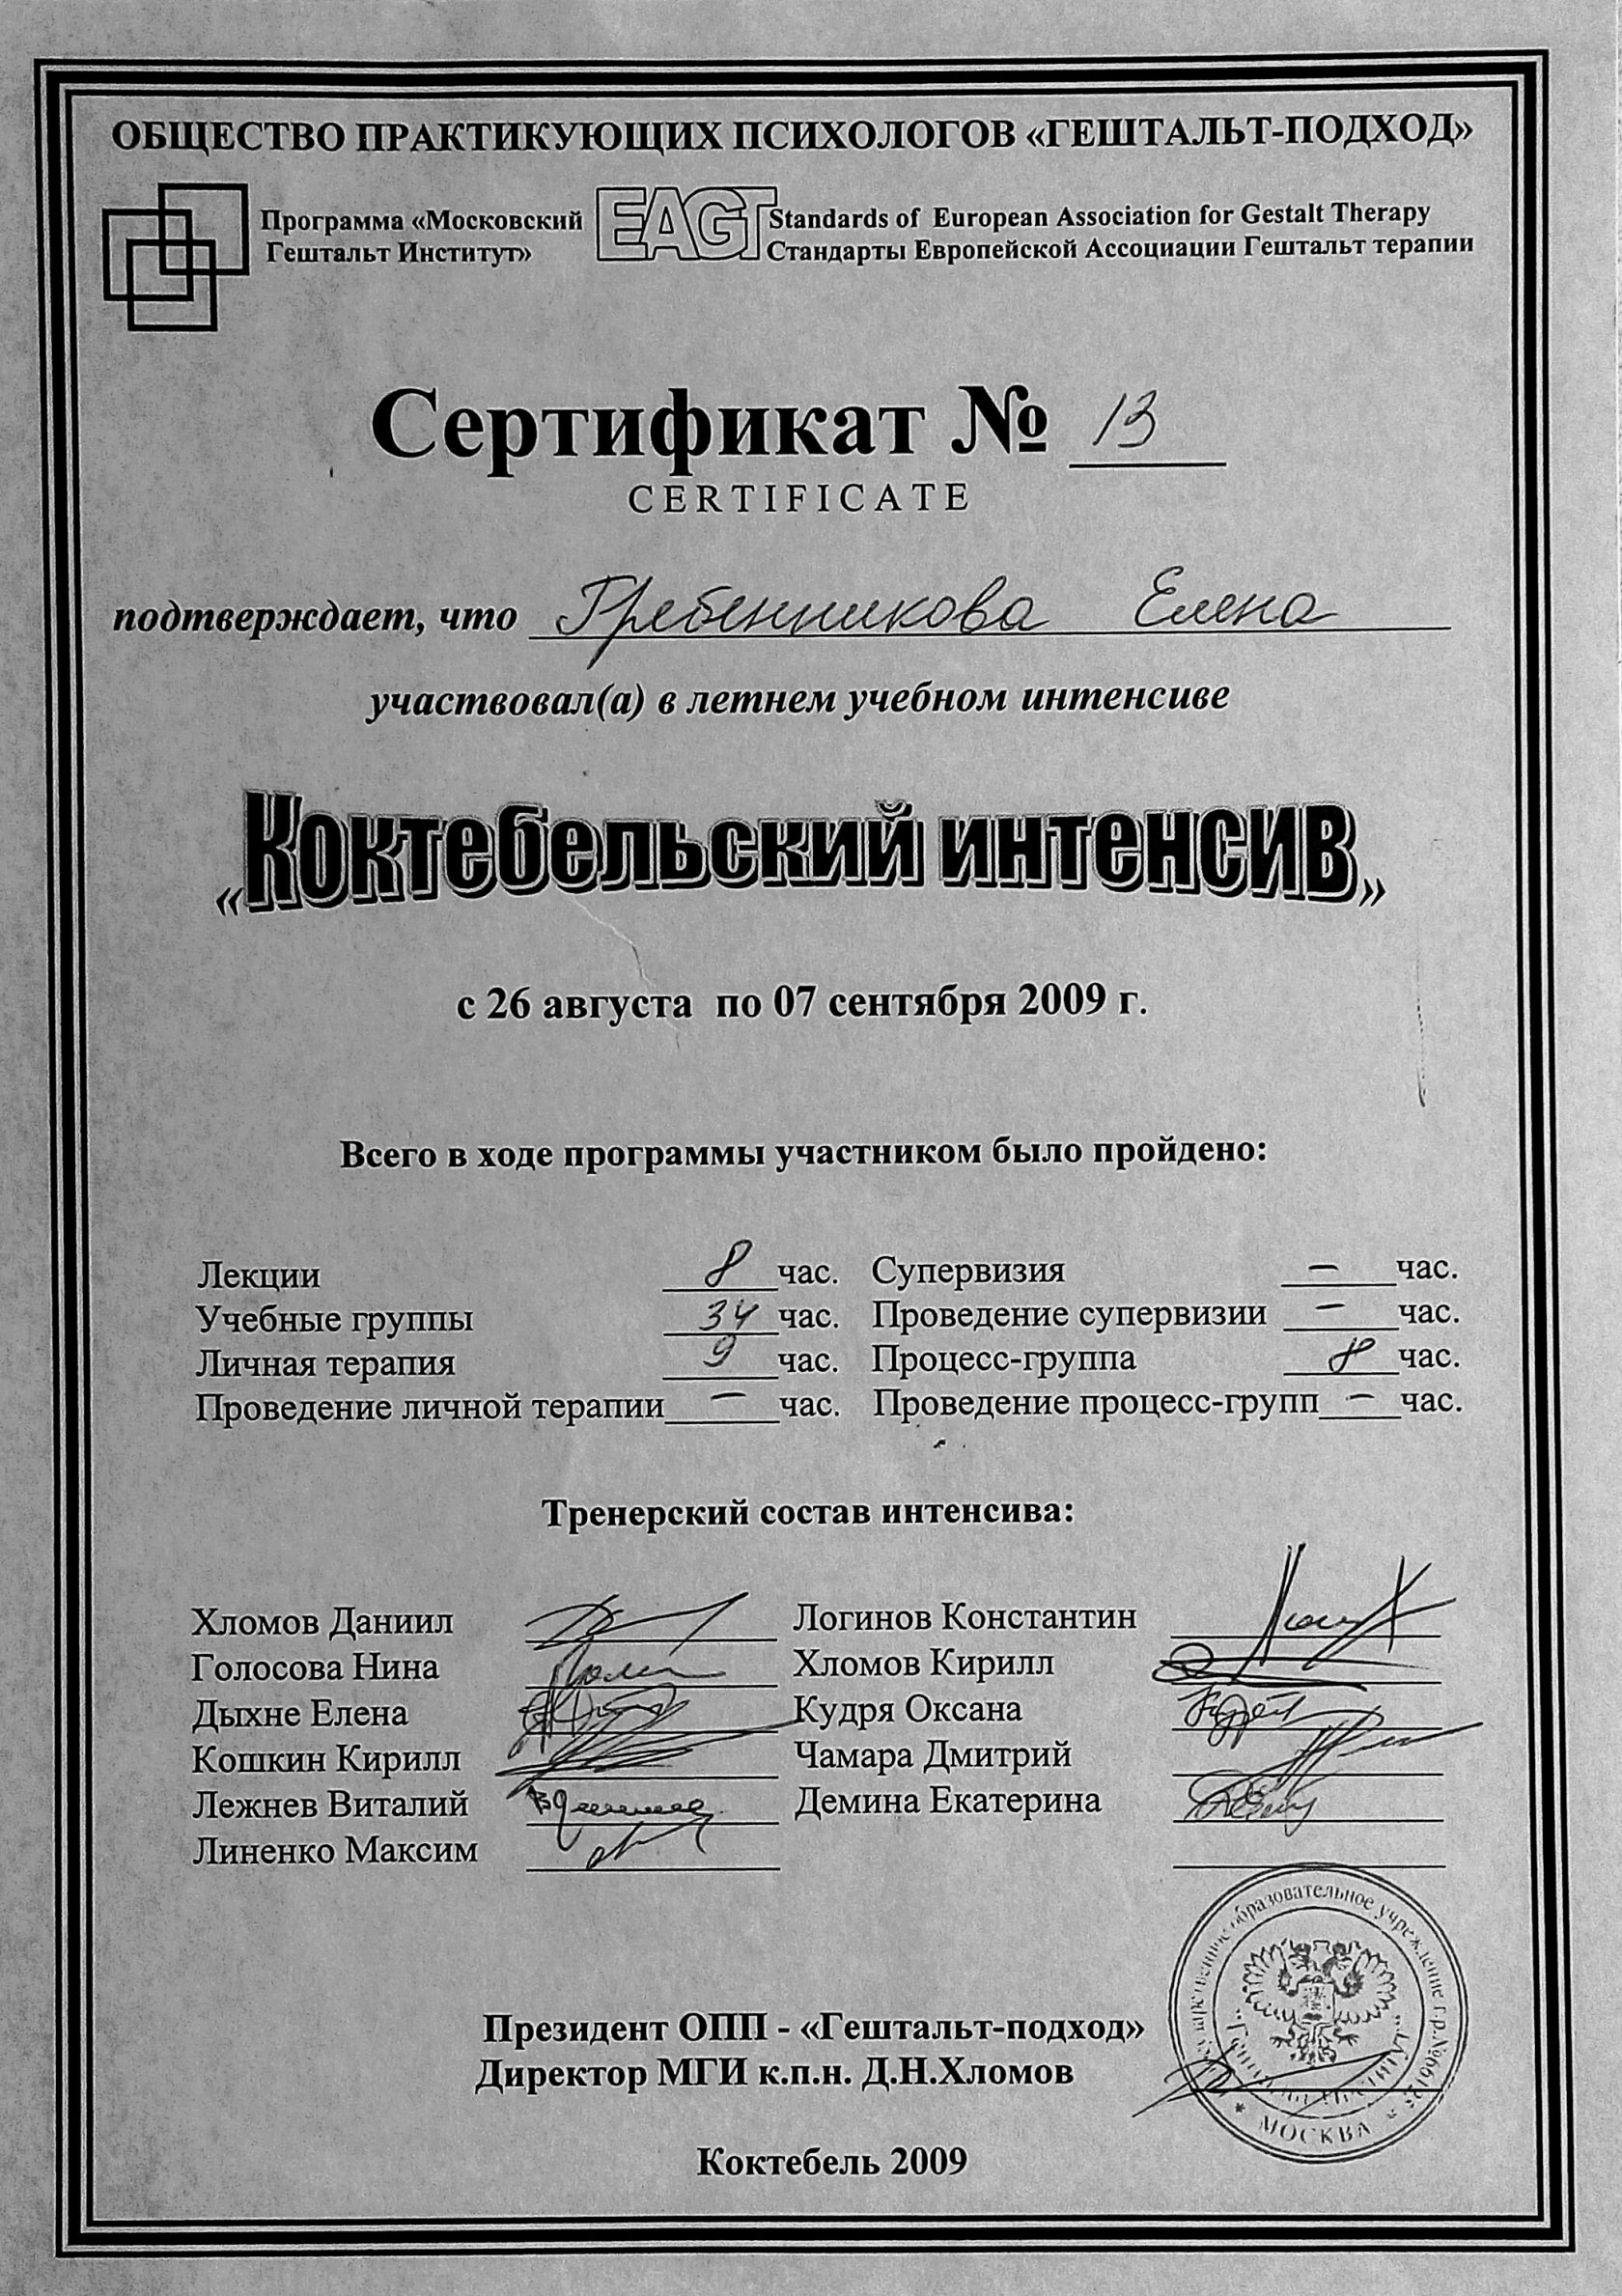 ОБЩЕСТВО ПРАКТИКУЮЩИХ ПСИХОЛОГОВ «ГЕШТАЛЬТ-ПОДХОД»
Программа «Московский
Гештальт Институт»
EAGT
Standards of European Association for Gestalt Therapy
Стандарты Европейской Ассоциации Гештальт терапии
Сертификат № 13
CERTIFICATE
подтверждает, что Гребенникова Елена
участвовал(а) в летнем учебном интенсиве
«Коктебельский интенсив»
с 26 августа по 07 сентября 2009 г.
Всего в ходе программы участником было пройдено:
Лекции 8 час. Супервизия – час.
Учебные группы 34 час. Проведение супервизии – час.
Личная терапия 9 час. Процесс-группа 8 час.
Проведение личной терапии – час. Проведение процесс-групп – час.
Тренерский состав интенсива:
Хломов Даниил Логинов Константин
Голосова Нина Хломов Кирилл
Дыхне Елена Кудря Оксана
Кошкин Кирилл Чамара Дмитрий
Лежнев Виталий Демина Екатерина
Линенко Максим
Президент ОПП - «Гештальт-подход»
Директор МГИ к.п.н. Д.Н.Хломов
образовательное учреждение
* МОСКВА *
Коктебель 2009